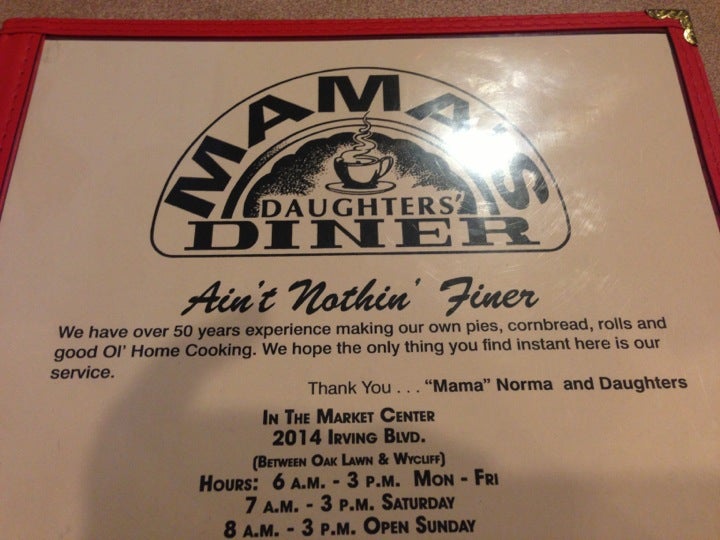 MAMA'S
DAUGHTERS'
DINER
Ain't Nothin' Finer
We have over 50 years experience making our own pies, cornbread, rolls and
good Ol' Home Cooking. We hope the only thing you find instant here is our
service.
Thank You . . . “Mama” Norma and Daughters
IN THE MARKET CENTER
2014 IRVING BLVD.
(BETWEEN OAK LAWN & WYCLIFF)
HOURS: 6 A.M. - 3 P.M. MON - FRI
7 A.M. - 3 P.M. SATURDAY
8 A.M. - 3 P.M. OPEN SUNDAY